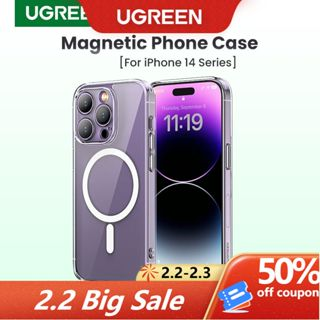 UGREEN
UGREEN
Magnetic Phone Case
[For iPhone 14 Series]
11:19
2.2-2.3
2.2 Big Sale
50%
off coupon